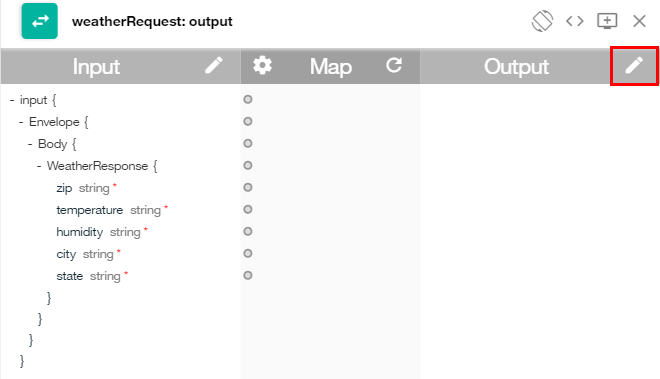 weatherRequest: output
Input Map Output
- input {
- Envelope {
- Body {
- WeatherResponse {
zip string *
temperature string *
humidity string *
city string *
state string *
}
}
}
}